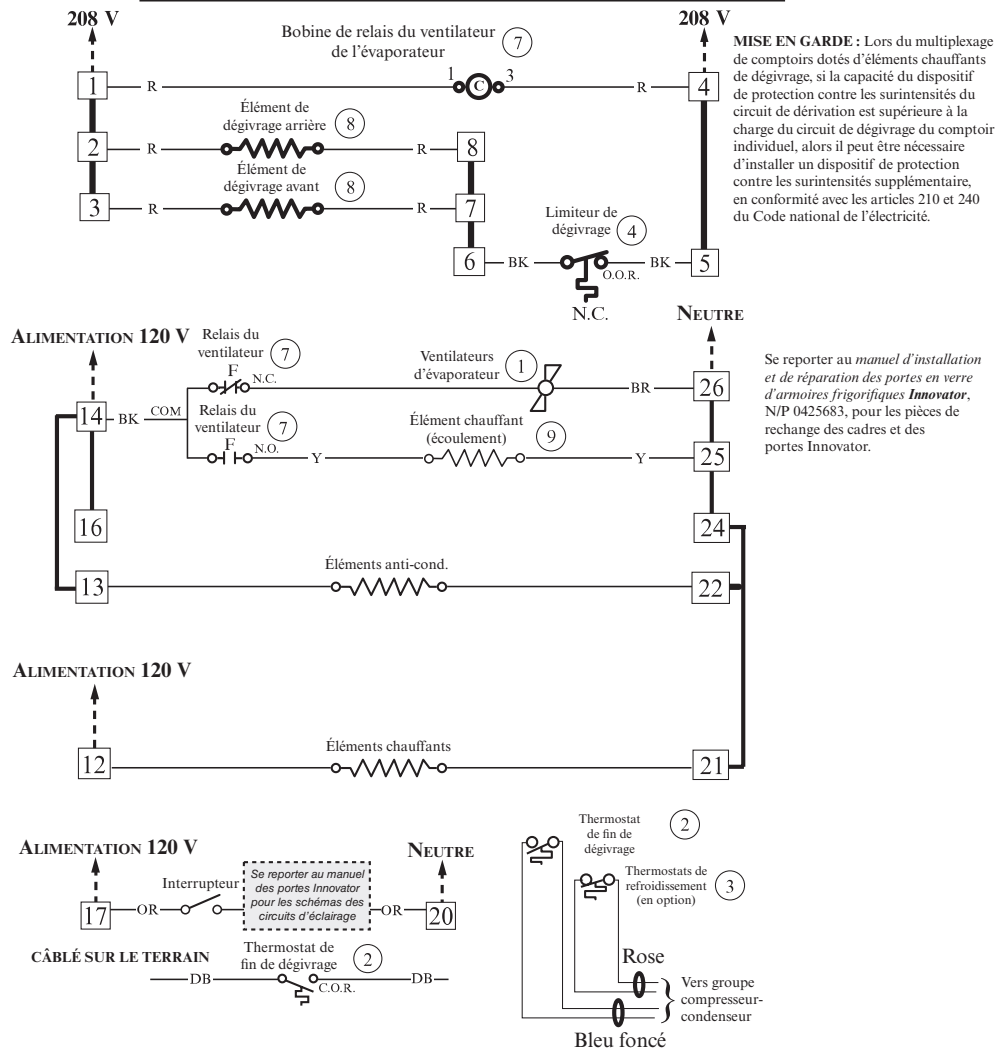 208 V
208 V
Bobine de relais du ventilateur
de l'évaporateur
7
MISE EN GARDE : Lors du multiplexage
de comptoirs dotés d'éléments chauffants
de dégivrage, si la capacité du dispositif
de protection contre les surintensités du
circuit de dérivation est supérieure à la
charge du circuit de dégivrage du comptoir
individuel, alors il peut être nécessaire
d'installer un dispositif de protection
contre les surintensités supplémentaire,
en conformité avec les articles 210 et 240
du Code national de l'électricité.
1 R 1 C 3 R 4
Élément de
dégivrage arrière
8
2 R R 8
Élément de
dégivrage avant
8
3 R R 7
Limiteur de
dégivrage
4
6 BK O.O.R. BK 5
N.C.
ALIMENTATION 120 V
NEUTRE
Relais du
ventilateur
7
F
N.C.
Ventilateurs
d'évaporateur
1
BR 26
Se reporter au manuel d'installation
et de réparation des portes en verre
d'armoires frigorifiques Innovator,
N/P 0425683, pour les pièces de
rechange des cadres et des
portes Innovator.
14 BK COM
Relais du
ventilateur
7
F
N.O.
Élément chauffant
(écoulement)
9
Y Y 25
16
24
Éléments anti-cond.
13 22
ALIMENTATION 120 V
Éléments chauffants
12 21
ALIMENTATION 120 V
NEUTRE
Interrupteur
Se reporter au manuel
des portes Innovator
pour les schémas des
circuits d'éclairage
17 OR OR 20
CÂBLÉ SUR LE TERRAIN
Thermostat de
fin de dégivrage
2
DB C.O.R. DB
Thermostat
de fin de
dégivrage
2
Thermostats de
refroidissement
(en option)
3
Rose
Vers groupe
compresseur-
condenseur
Bleu foncé